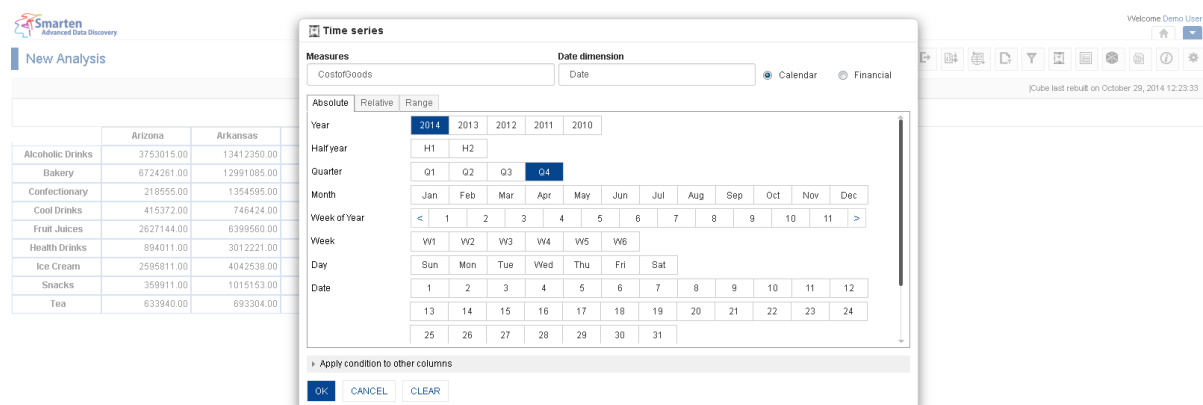 Smarten
Advanced Data Discovery
Welcome Demo User
New Analysis
|Cube last rebuilt on October 29, 2014 12:23:33
Time series
Measures Date dimension
CostofGoods Date Calendar Financial
Absolute Relative Range
Year 2014 2013 2012 2011 2010
Half year H1 H2
Quarter Q1 Q2 Q3 Q4
Month Jan Feb Mar Apr May Jun Jul Aug Sep Oct Nov Dec
Week of Year < 1 2 3 4 5 6 7 8 9 10 11 >
Week W1 W2 W3 W4 W5 W6
Day Sun Mon Tue Wed Thu Fri Sat
Date 1 2 3 4 5 6 7 8 9 10 11 12
13 14 15 16 17 18 19 20 21 22 23 24
25 26 27 28 29 30 31
Apply condition to other columns
OK CANCEL CLEAR
Arizona Arkansas
Alcoholic Drinks 3753015.00 13412350.00
Bakery 6724261.00 12991085.00
Confectionary 218555.00 1354595.00
Cool Drinks 415372.00 746424.00
Fruit Juices 2627144.00 6399560.00
Health Drinks 894011.00 3012221.00
Ice Cream 2595811.00 4042538.00
Snacks 359911.00 1015153.00
Tea 633940.00 693304.00